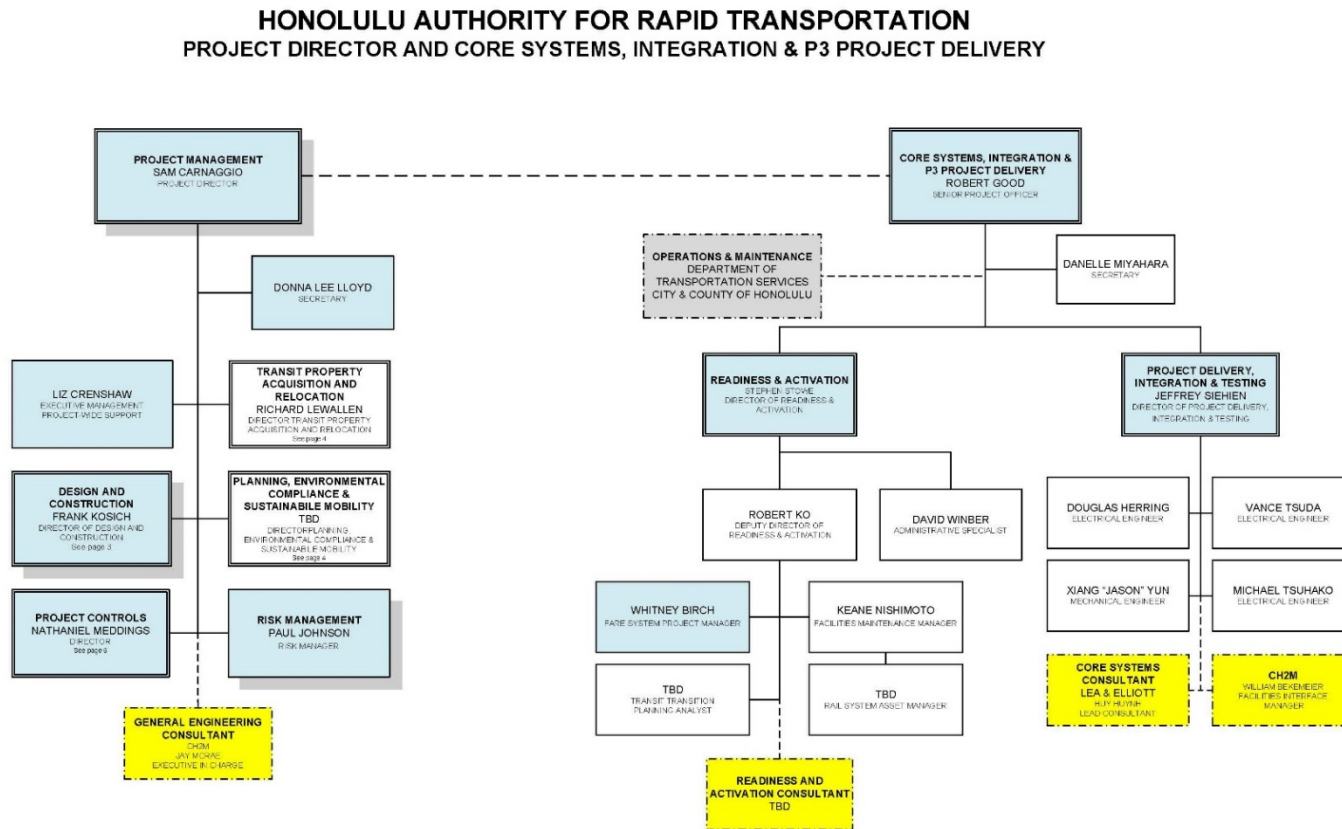 HONOLULU AUTHORITY FOR RAPID TRANSPORTATION
PROJECT DIRECTOR AND CORE SYSTEMS, INTEGRATION & P3 PROJECT DELIVERY
PROJECT MANAGEMENT
SAM CARNAGGIO
PROJECT DIRECTOR
CORE SYSTEMS, INTEGRATION &
P3 PROJECT DELIVERY
ROBERT GOOD
SENIOR PROJECT OFFICER
DONNA LEE LLOYD
SECRETARY
OPERATIONS & MAINTENANCE
DEPARTMENT OF
TRANSPORTATION SERVICES
CITY & COUNTY OF HONOLULU
DANELLE MIYAHARA
SECRETARY
LIZ CRENSHAW
EXECUTIVE MANAGEMENT
PROJECT-WIDE SUPPORT
TRANSIT PROPERTY
ACQUISITION AND
RELOCATION
RICHARD LEWALLEN
DIRECTOR TRANSIT PROPERTY
ACQUISITION AND RELOCATION
See page 4
READINESS & ACTIVATION
STEPHEN STOWE
DIRECTOR OF READINESS &
ACTIVATION
PROJECT DELIVERY,
INTEGRATION & TESTING
JEFFREY SIEHIEN
DIRECTOR OF PROJECT DELIVERY,
INTEGRATION & TESTING
DESIGN AND
CONSTRUCTION
FRANK KOSICH
DIRECTOR OF DESIGN AND
CONSTRUCTION
See page 3
PLANNING, ENVIRONMENTAL
COMPLIANCE &
SUSTAINABILE MOBILITY
TBD
DIRECTORPLANNING,
ENVIRONMENTAL COMPLIANCE &
SUSTAINABILE MOBILITY
See page 4
ROBERT KO
DEPUTY DIRECTOR OF
READINESS & ACTIVATION
DAVID WINBER
ADMINISTRATIVE SPECIALIST
DOUGLAS HERRING
ELECTRICAL ENGINEER
VANCE TSUDA
ELECTRICAL ENGINEER
PROJECT CONTROLS
NATHANIEL MEDDINGS
DIRECTOR
See page 6
RISK MANAGEMENT
PAUL JOHNSON
RISK MANAGER
WHITNEY BIRCH
FARE SYSTEM PROJECT MANAGER
KEANE NISHIMOTO
FACILITIES MAINTENANCE MANAGER
XIANG "JASON" YUN
MECHANICAL ENGINEER
MICHAEL TSUHAKO
ELECTRICAL ENGINEER
TBD
TRANSIT TRANSITION
PLANNING ANALYST
TBD
RAIL SYSTEM ASSET MANAGER
CORE SYSTEMS
CONSULTANT
LEA & ELLIOTT
HUY HUYNH
LEAD CONSULTANT
CH2M
WILLIAM BEKEMEIER
FACILITIES INTERFACE
MANAGER
GENERAL ENGINEERING
CONSULTANT
CH2M
JAY MCRAE
EXECUTIVE IN CHARGE
READINESS AND
ACTIVATION CONSULTANT
TBD